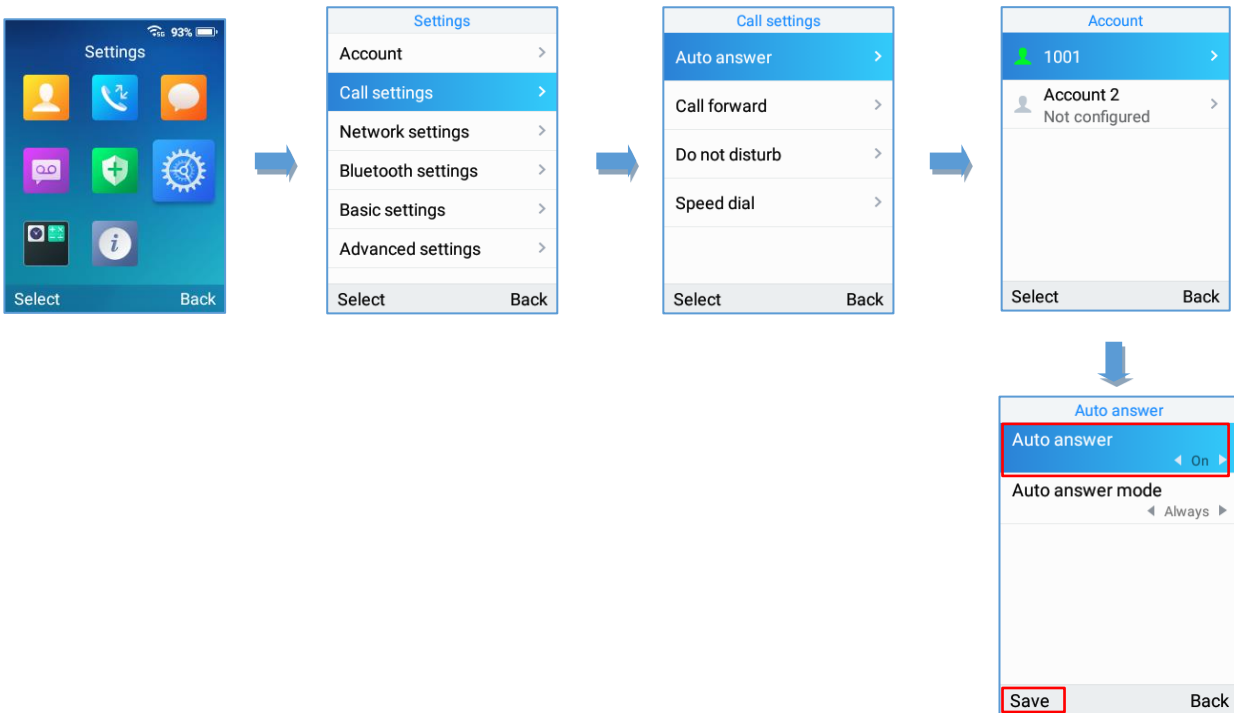 5G 93%
Settings
Select Back
Settings
Account
Call settings
Network settings
Bluetooth settings
Basic settings
Advanced settings
Select Back
Call settings
Auto answer
Call forward
Do not disturb
Speed dial
Select Back
Account
1001
Account 2
Not configured
Select Back
Auto answer
Auto answer
On
Auto answer mode
Always
Save Back